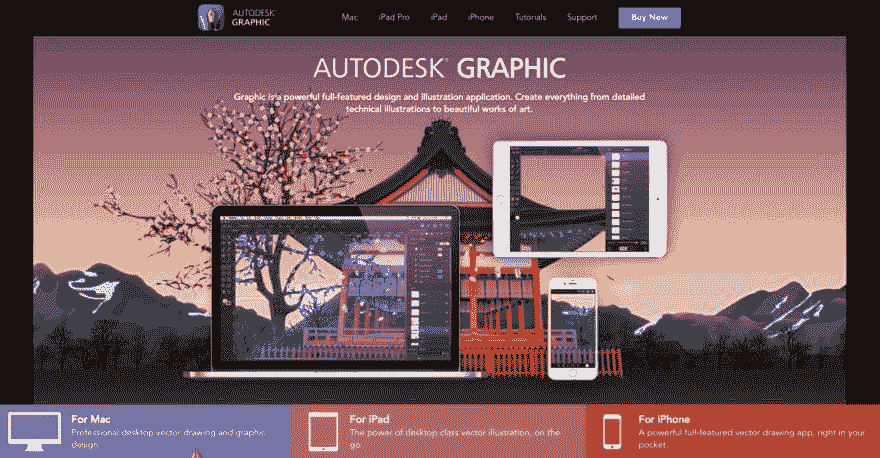 AUTODESK
GRAPHIC
Mac
iPad Pro
iPad
iPhone
Tutorials
Support
Buy Now
AUTODESK® GRAPHIC
Graphic is a powerful full-featured design and illustration application. Create everything from detailed
technical illustrations to beautiful works of art.
For Mac
Professional desktop vector drawing and graphic
design
For iPad
The power of desktop class vector illustration, on the
go
For iPhone
A powerful full-featured vector drawing app, right in your
pocket.